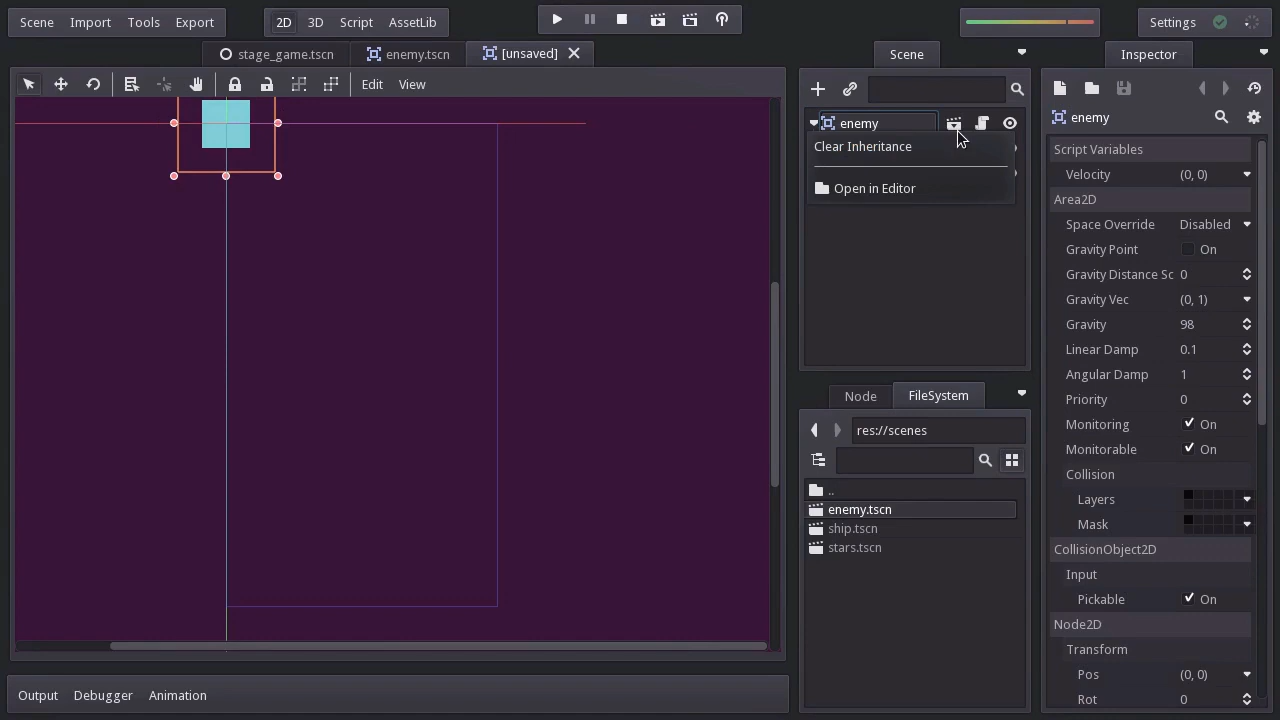 Scene Import Tools Export 2D 3D Script AssetLib Settings
stage_game.tscn enemy.tscn [unsaved] Scene Inspector
Edit View
enemy
enemy
Clear Inheritance
Open in Editor
Script Variables
Velocity (0, 0)
Area2D
Space Override Disabled
Gravity Point On
Gravity Distance Sc 0
Gravity Vec (0, 1)
Gravity 98
Linear Damp 0.1
Angular Damp 1
Priority 0
Monitoring On
Monitorable On
Collision
Layers
Mask
CollisionObject2D
Input
Pickable On
Node2D
Transform
Pos (0, 0)
Rot 0
Node FileSystem
res://scenes
..
enemy.tscn
ship.tscn
stars.tscn
Output Debugger Animation